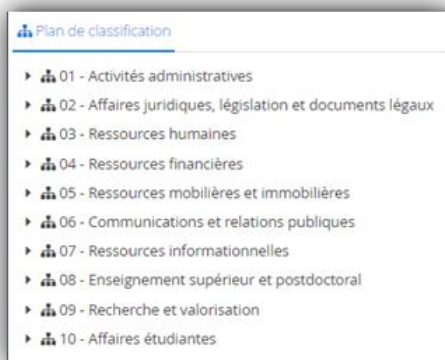 Plan de classification
01 - Activités administratives
02 - Affaires juridiques, législation et documents légaux
03 - Ressources humaines
04 - Ressources financières
05 - Ressources mobilières et immobilières
06 - Communications et relations publiques
07 - Ressources informationnelles
08 - Enseignement supérieur et postdoctoral
09 - Recherche et valorisation
10 - Affaires étudiantes